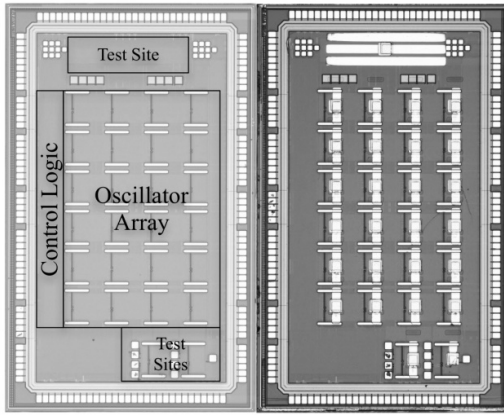 Test Site
Control Logic
Oscillator
Array
Test
Sites